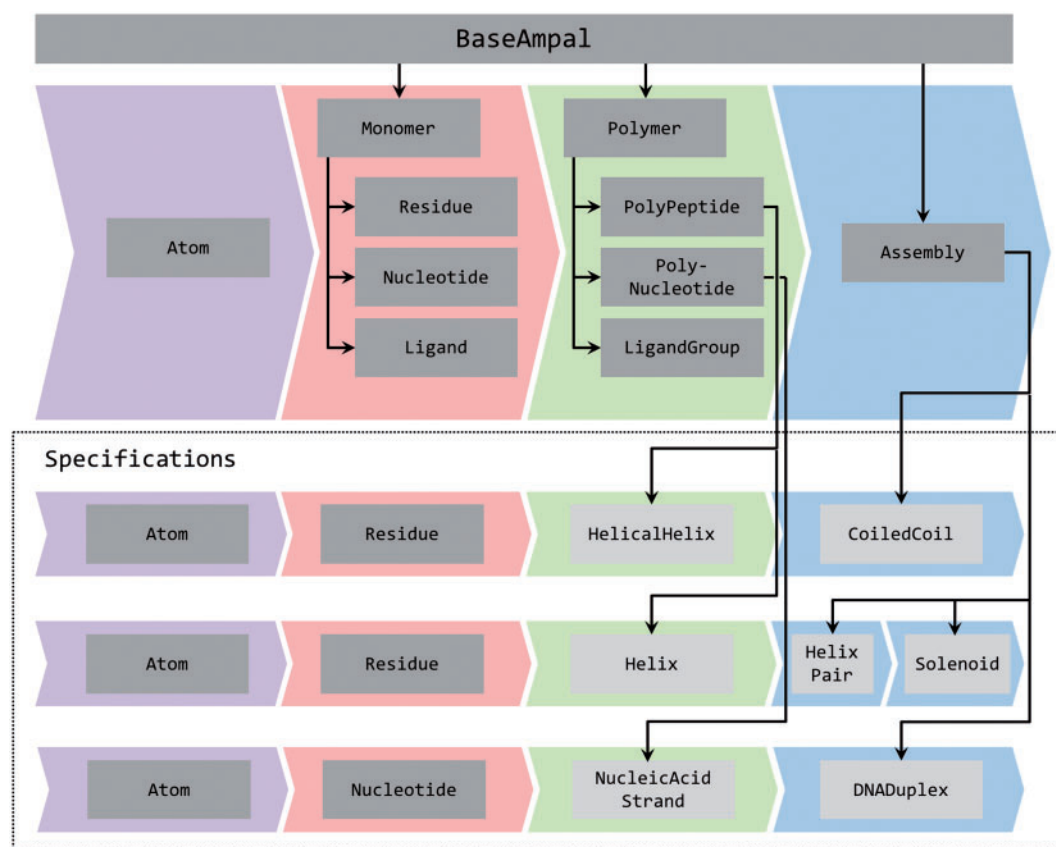 BaseAmpal
Monomer
Polymer
Residue
PolyPeptide
Atom
Nucleotide
Poly-
Nucleotide
Assembly
Ligand
LigandGroup
Specifications
Atom
Residue
HelicalHelix
CoiledCoil
Atom
Residue
Helix
Helix
Pair
Solenoid
Atom
Nucleotide
NucleicAcid
Strand
DNADuplex